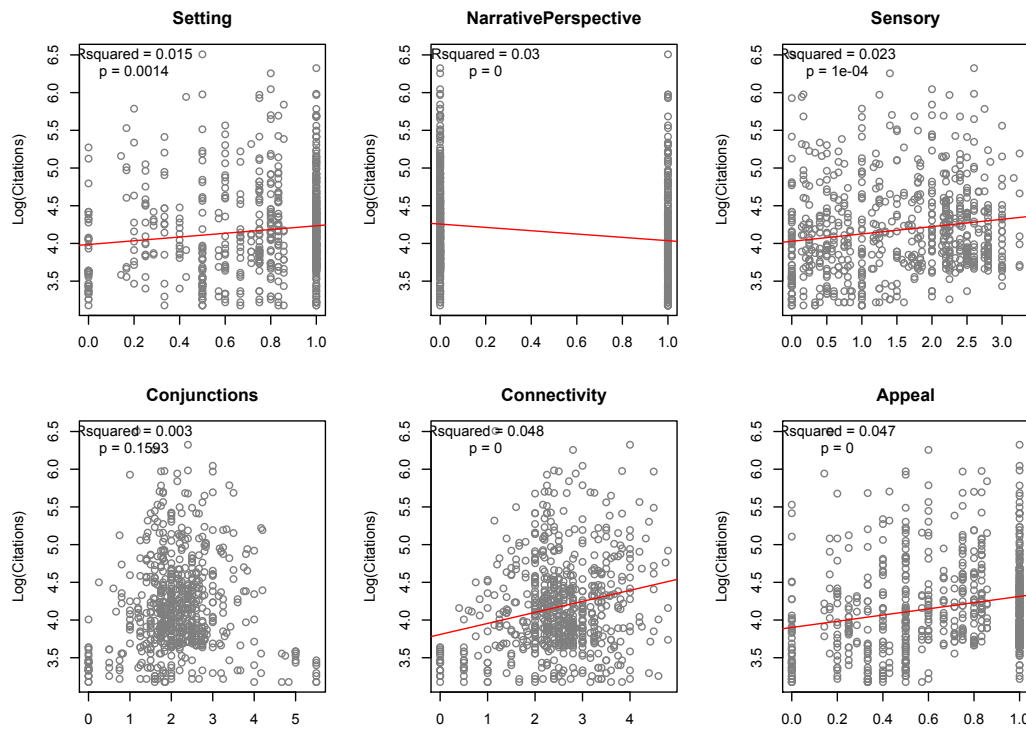 Setting
Rsquared = 0.015
p = 0.0014
Log(Citations)
6.5
6.0
5.5
5.0
4.5
4.0
3.5
0.0 0.2 0.4 0.6 0.8 1.0
NarrativePerspective
Rsquared = 0.03
p = 0
Log(Citations)
6.5
6.0
5.5
5.0
4.5
4.0
3.5
0.0 0.2 0.4 0.6 0.8 1.0
Sensory
Rsquared = 0.023
p = 1e-04
Log(Citations)
6.5
6.0
5.5
5.0
4.5
4.0
3.5
0.0 0.5 1.0 1.5 2.0 2.5 3.0
Conjunctions
Rsquared = 0.003
p = 0.1593
Log(Citations)
6.5
6.0
5.5
5.0
4.5
4.0
3.5
0 1 2 3 4 5
Connectivity
Rsquared = 0.048
p = 0
Log(Citations)
6.5
6.0
5.5
5.0
4.5
4.0
3.5
0 1 2 3 4
Appeal
Rsquared = 0.047
p = 0
Log(Citations)
6.5
6.0
5.5
5.0
4.5
4.0
3.5
0.0 0.2 0.4 0.6 0.8 1.0